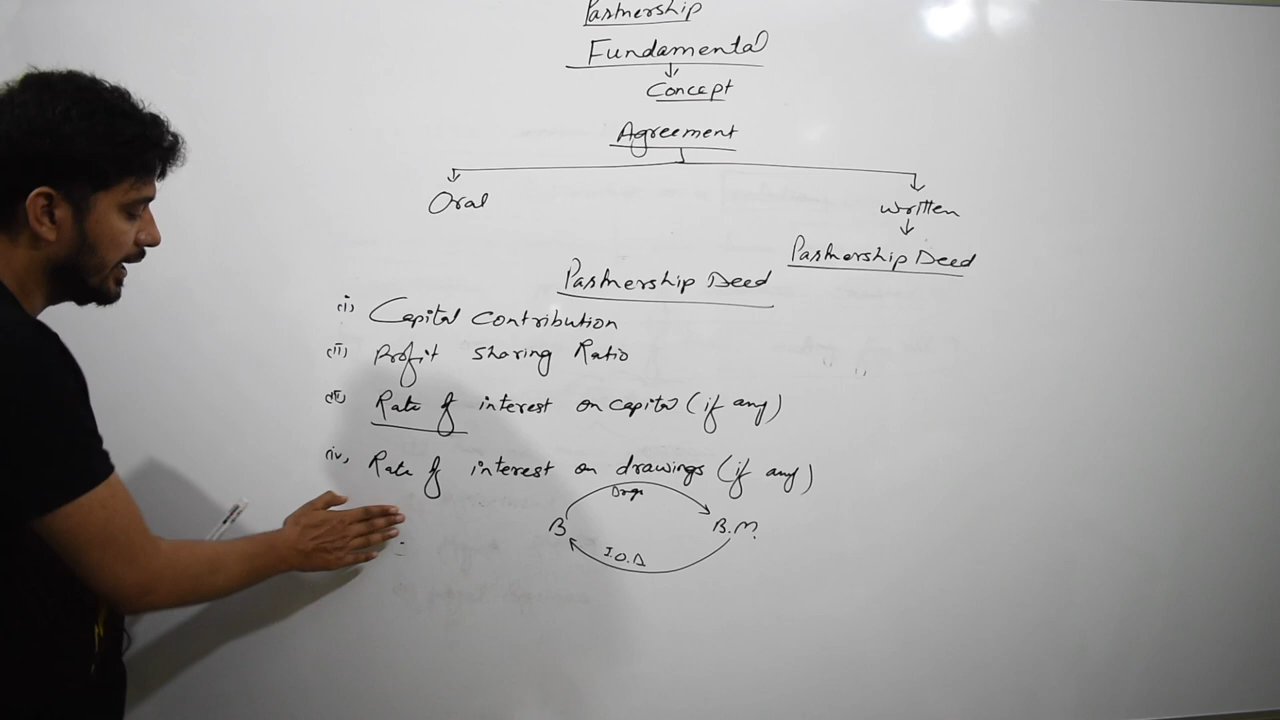 Partnership
Fundamental
Concept
Agreement
Oral
written
Partnership Deed
Partnership Deed
(i) Capital Contribution
(ii) Profit sharing Ratio
(iii) Rate of interest on capital (if any)
(iv) Rate of interest on drawings (if any)
Drgs
B
B.M.
I.O.D